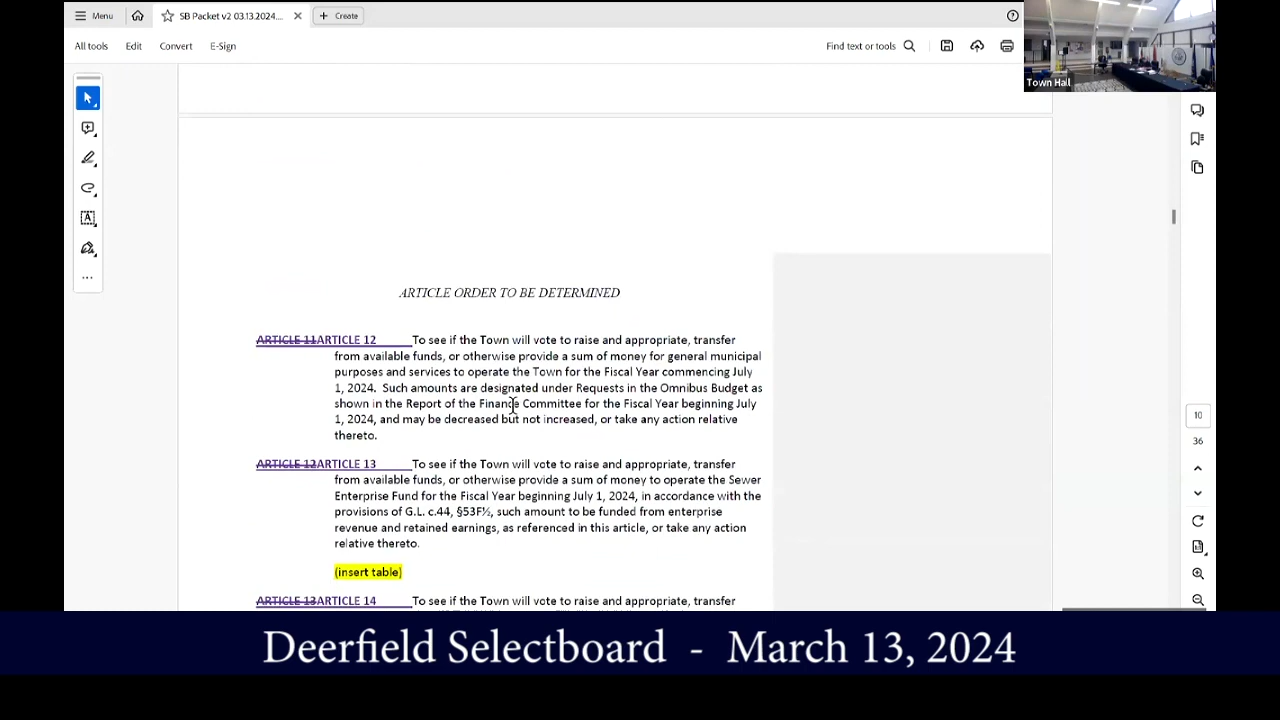 Menu
SB Packet v2 03.13.2024...
Create
All tools
Edit
Convert
E-Sign
Find text or tools
Town Hall
ARTICLE ORDER TO BE DETERMINED
ARTICLE 11ARTICLE 12 To see if the Town will vote to raise and appropriate, transfer
from available funds, or otherwise provide a sum of money for general municipal
purposes and services to operate the Town for the Fiscal Year commencing July
1, 2024. Such amounts are designated under Requests in the Omnibus Budget as
shown in the Report of the Finance Committee for the Fiscal Year beginning July
1, 2024, and may be decreased but not increased, or take any action relative
thereto.
ARTICLE 12ARTICLE 13 To see if the Town will vote to raise and appropriate, transfer
from available funds, or otherwise provide a sum of money to operate the Sewer
Enterprise Fund for the Fiscal Year beginning July 1, 2024, in accordance with the
provisions of G.L. c.44, §53F½, such amount to be funded from enterprise
revenue and retained earnings, as referenced in this article, or take any action
relative thereto.
(insert table)
ARTICLE 13ARTICLE 14 To see if the Town will vote to raise and appropriate, transfer
10
36
Deerfield Selectboard - March 13, 2024